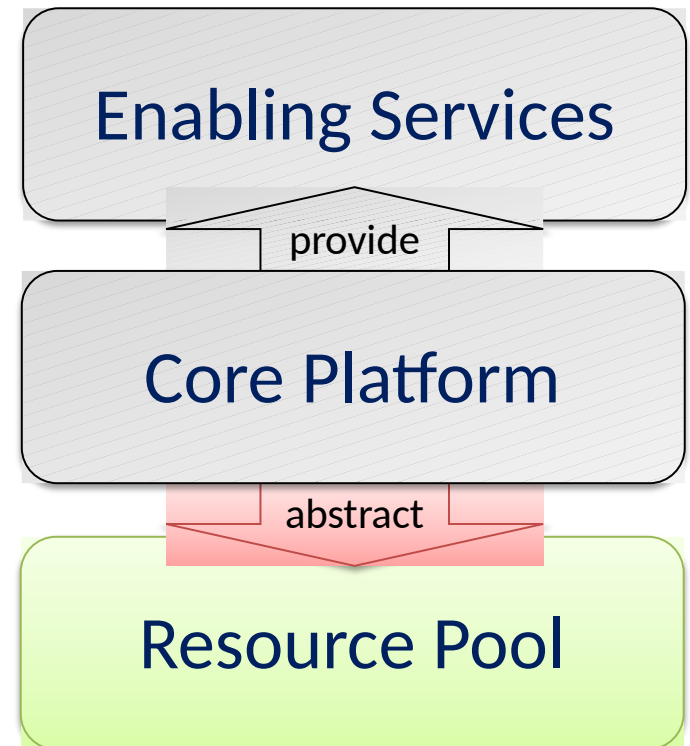 Enabling Services
provide
Core Platform
abstract
Resource Pool